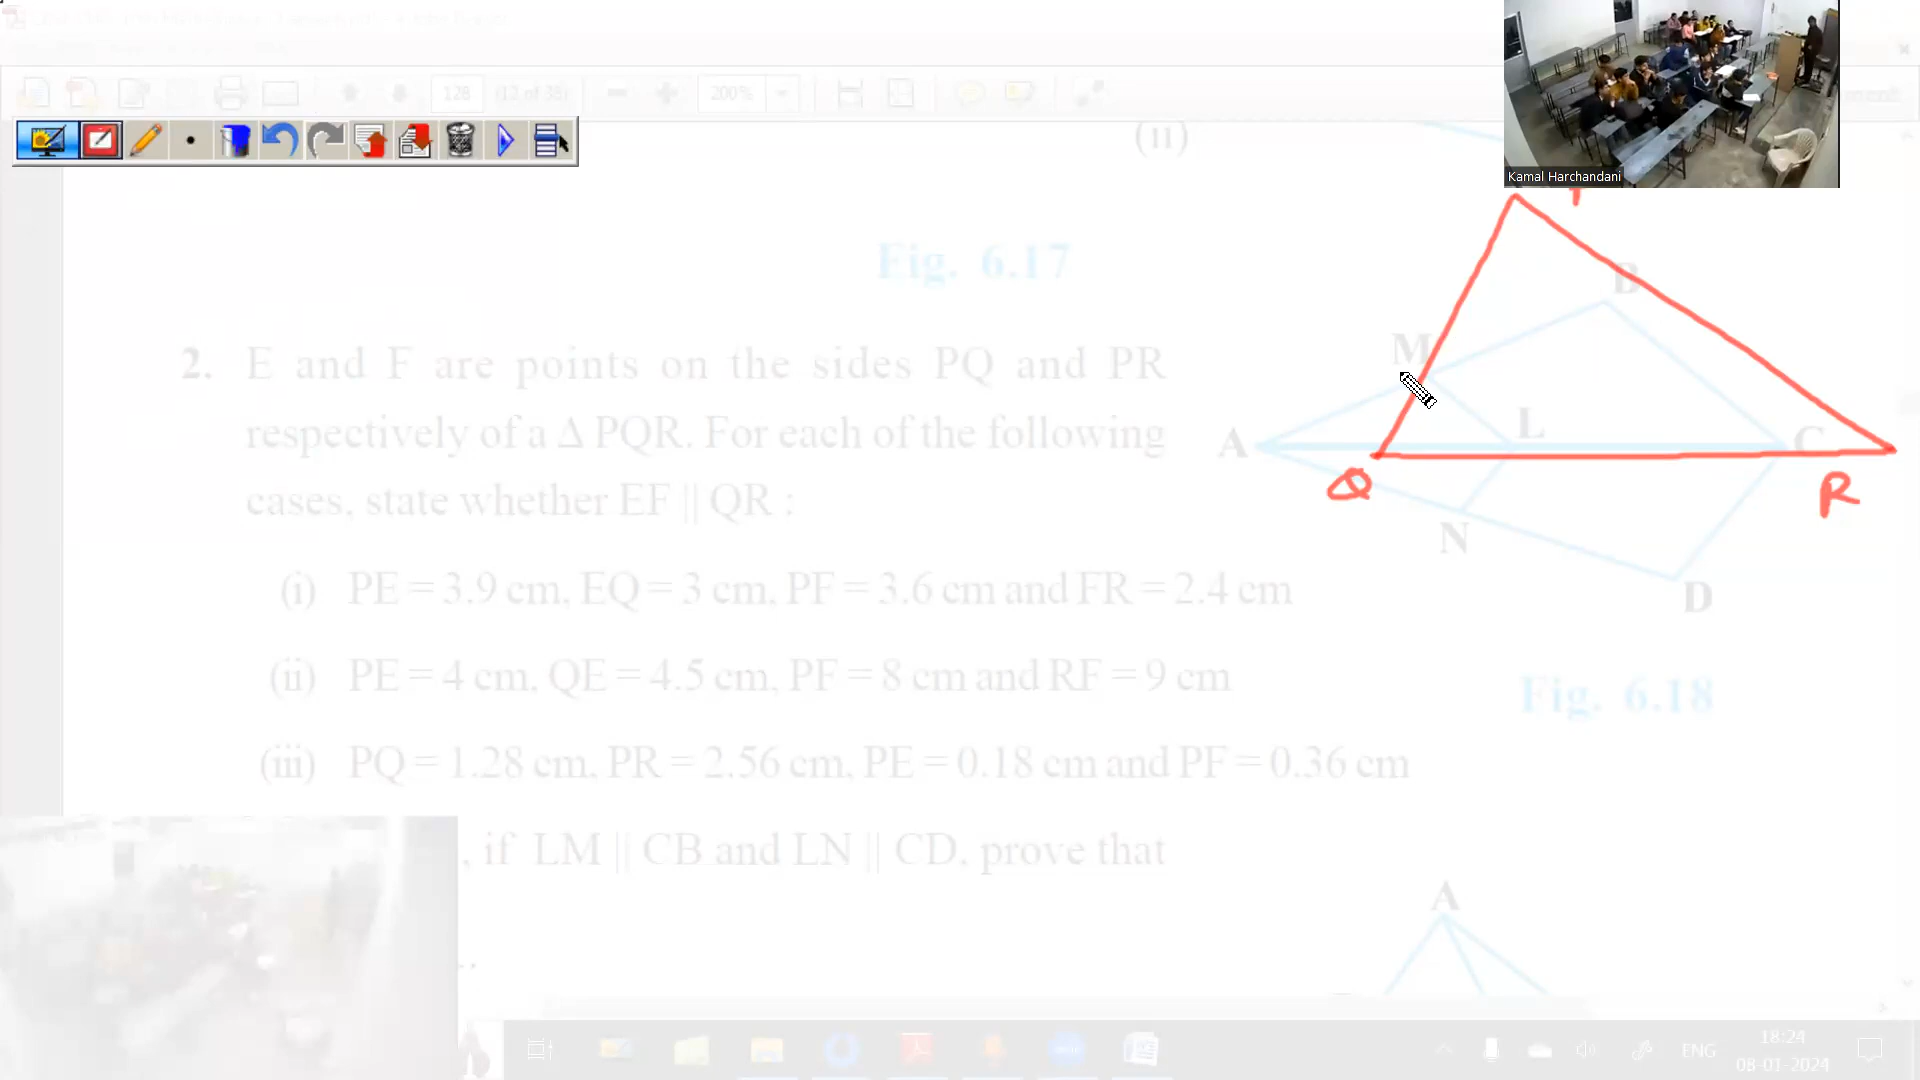 128 (12 of 38) 200%
Kamal Harchandani
(ii)
P
Fig. 6.17
B
M
2. E and F are points on the sides PQ and PR
respectively of a Δ PQR. For each of the following
A L C
cases, state whether EF || QR :
Q R
N
(i) PE = 3.9 cm, EQ = 3 cm, PF = 3.6 cm and FR = 2.4 cm
D
(ii) PE = 4 cm, QE = 4.5 cm, PF = 8 cm and RF = 9 cm
Fig. 6.18
(iii) PQ = 1.28 cm, PR = 2.56 cm, PE = 0.18 cm and PF = 0.36 cm
, if LM || CB and LN || CD, prove that
A
ENG
18:24
08-01-2024